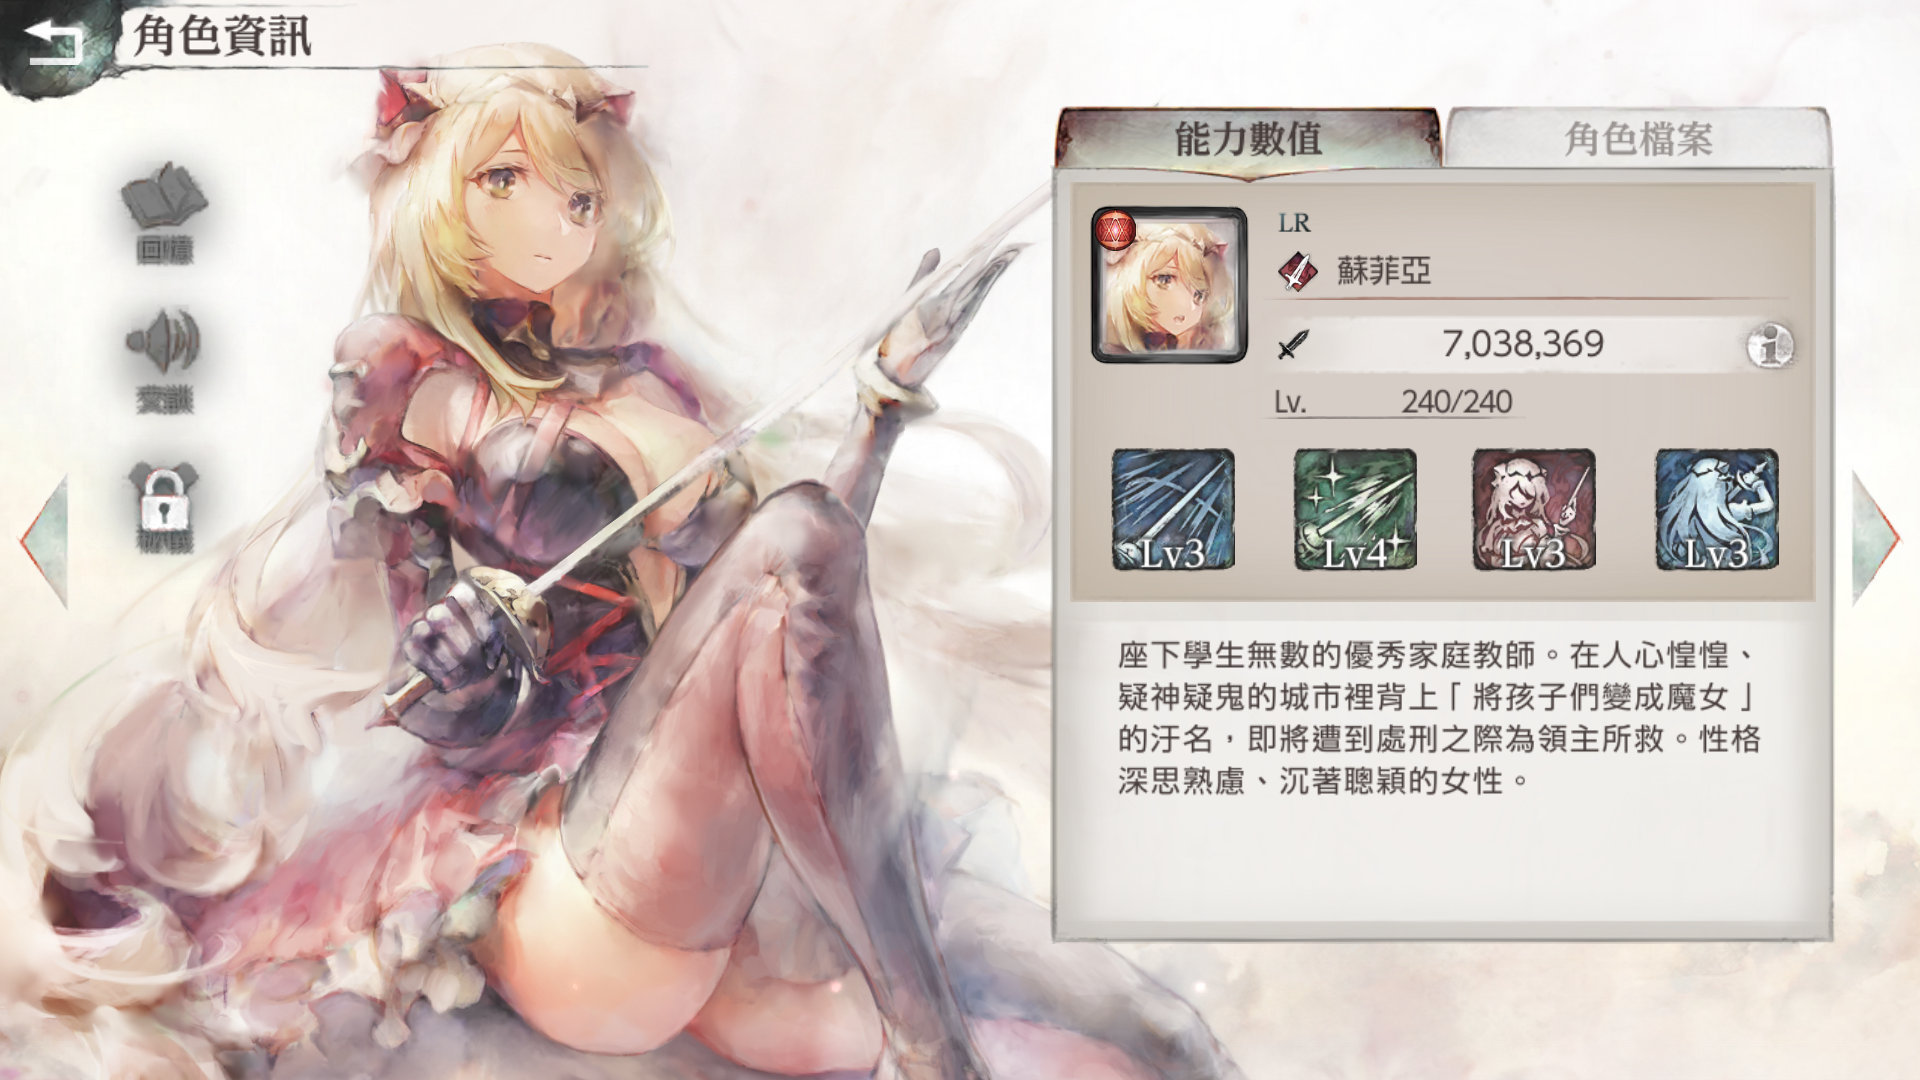 角色資訊
回憶
能力數值
角色檔案
LR
蘇菲亞
7,038,369
Lv. 240/240
Lv3
Lv4
Lv3
Lv3
座下學生無數的優秀家庭教師。在人心惶惶、
疑神疑鬼的城市裡背上「將孩子們變成魔女」
的汙名，即將遭到處刑之際為領主所救。性格
深思熟慮、沉著聰穎的女性。